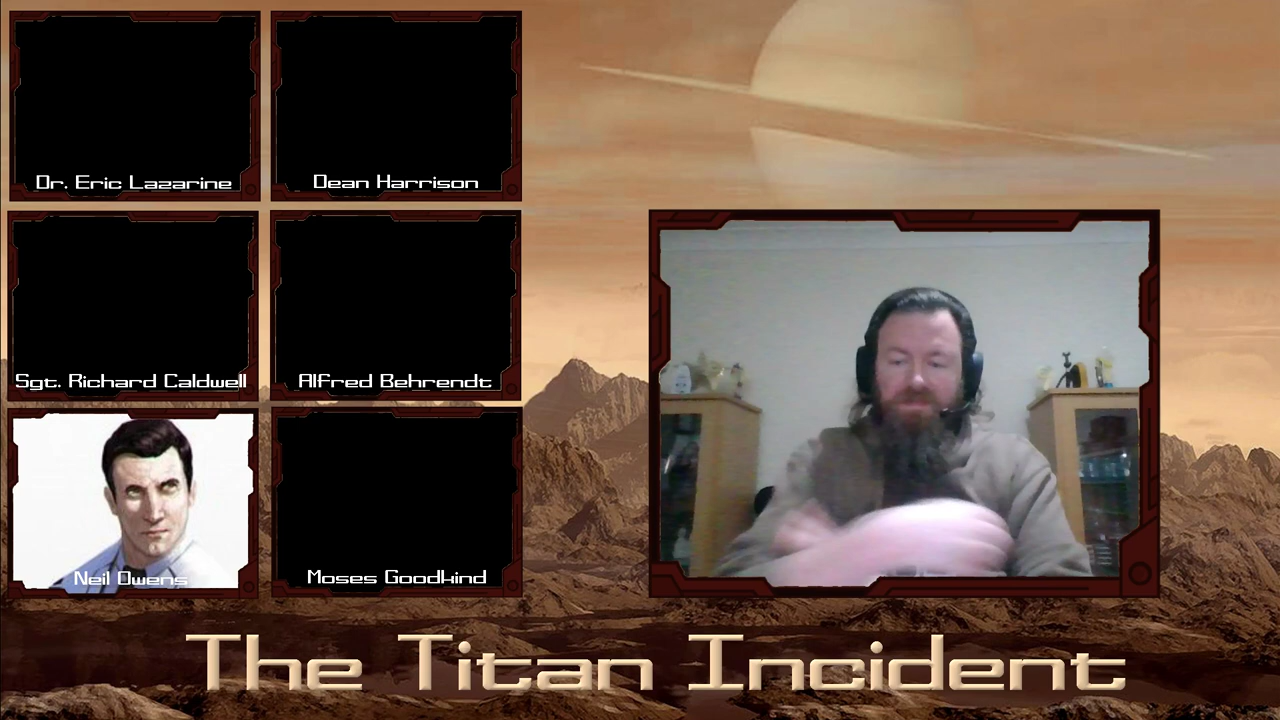 Dr. Eric Lazarine
Dean Harrison
Sgt. Richard Caldwell
Alfred Behrendt
Neil Owens
Moses Goodkind
The Titan Incident